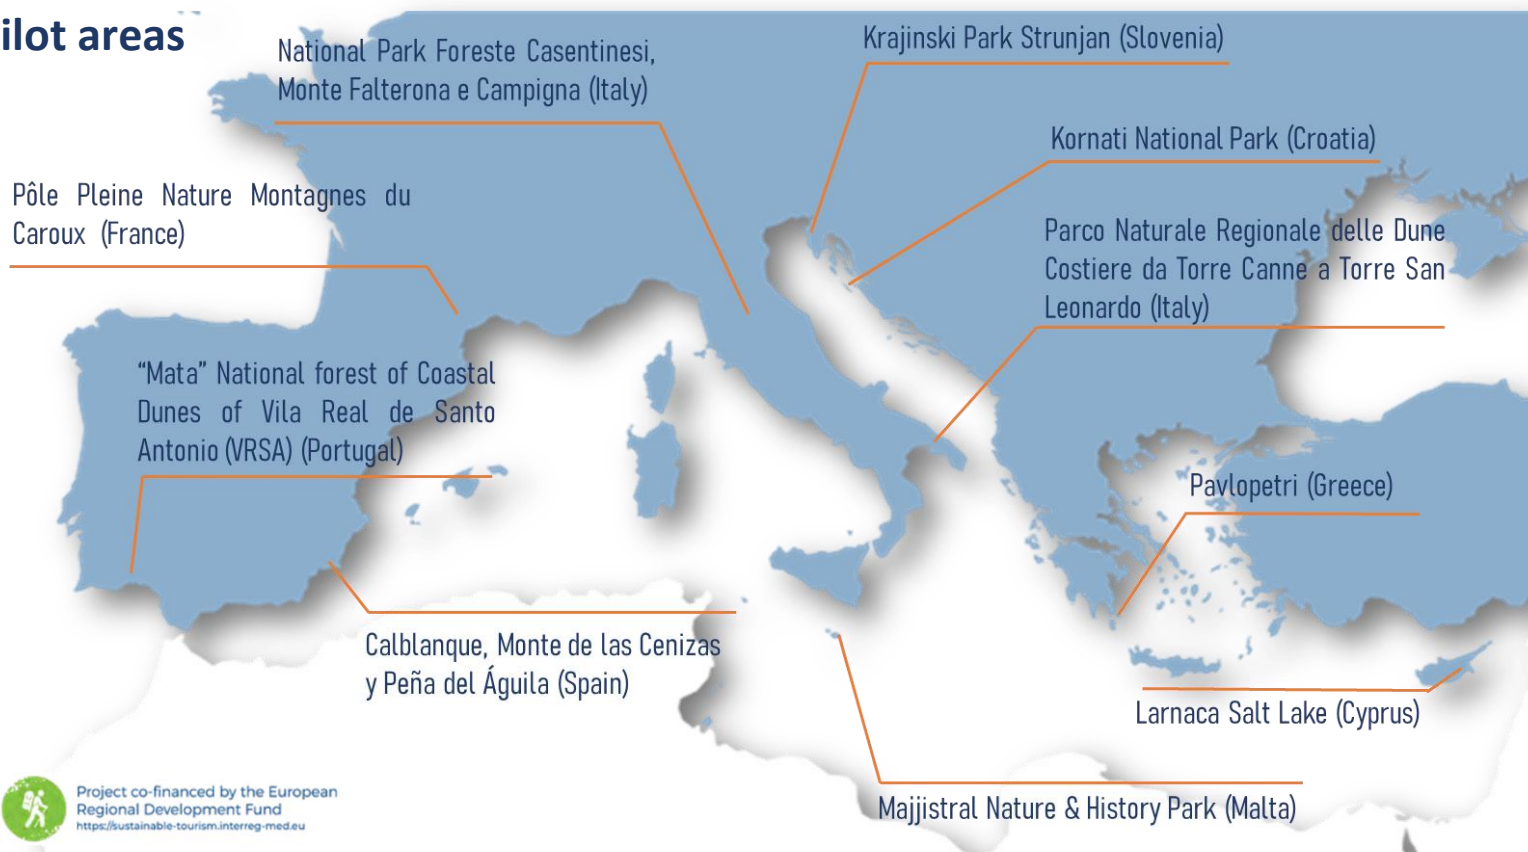 ilot areas
National Park Foreste Casentinesi,
Monte Falterona e Campigna (Italy)
Krajinski Park Strunjan (Slovenia)
Kornati National Park (Croatia)
Pôle Pleine Nature Montagnes du
Caroux (France)
Parco Naturale Regionale delle Dune
Costiere da Torre Canne a Torre San
Leonardo (Italy)
“Mata” National forest of Coastal
Dunes of Vila Real de Santo
Antonio (VRSA) (Portugal)
Pavlopetri (Greece)
Calblanque, Monte de las Cenizas
y Peña del Águila (Spain)
Larnaca Salt Lake (Cyprus)
Majjistral Nature & History Park (Malta)
Project co-financed by the European
Regional Development Fund
https://sustainable-tourism.interreg-med.eu